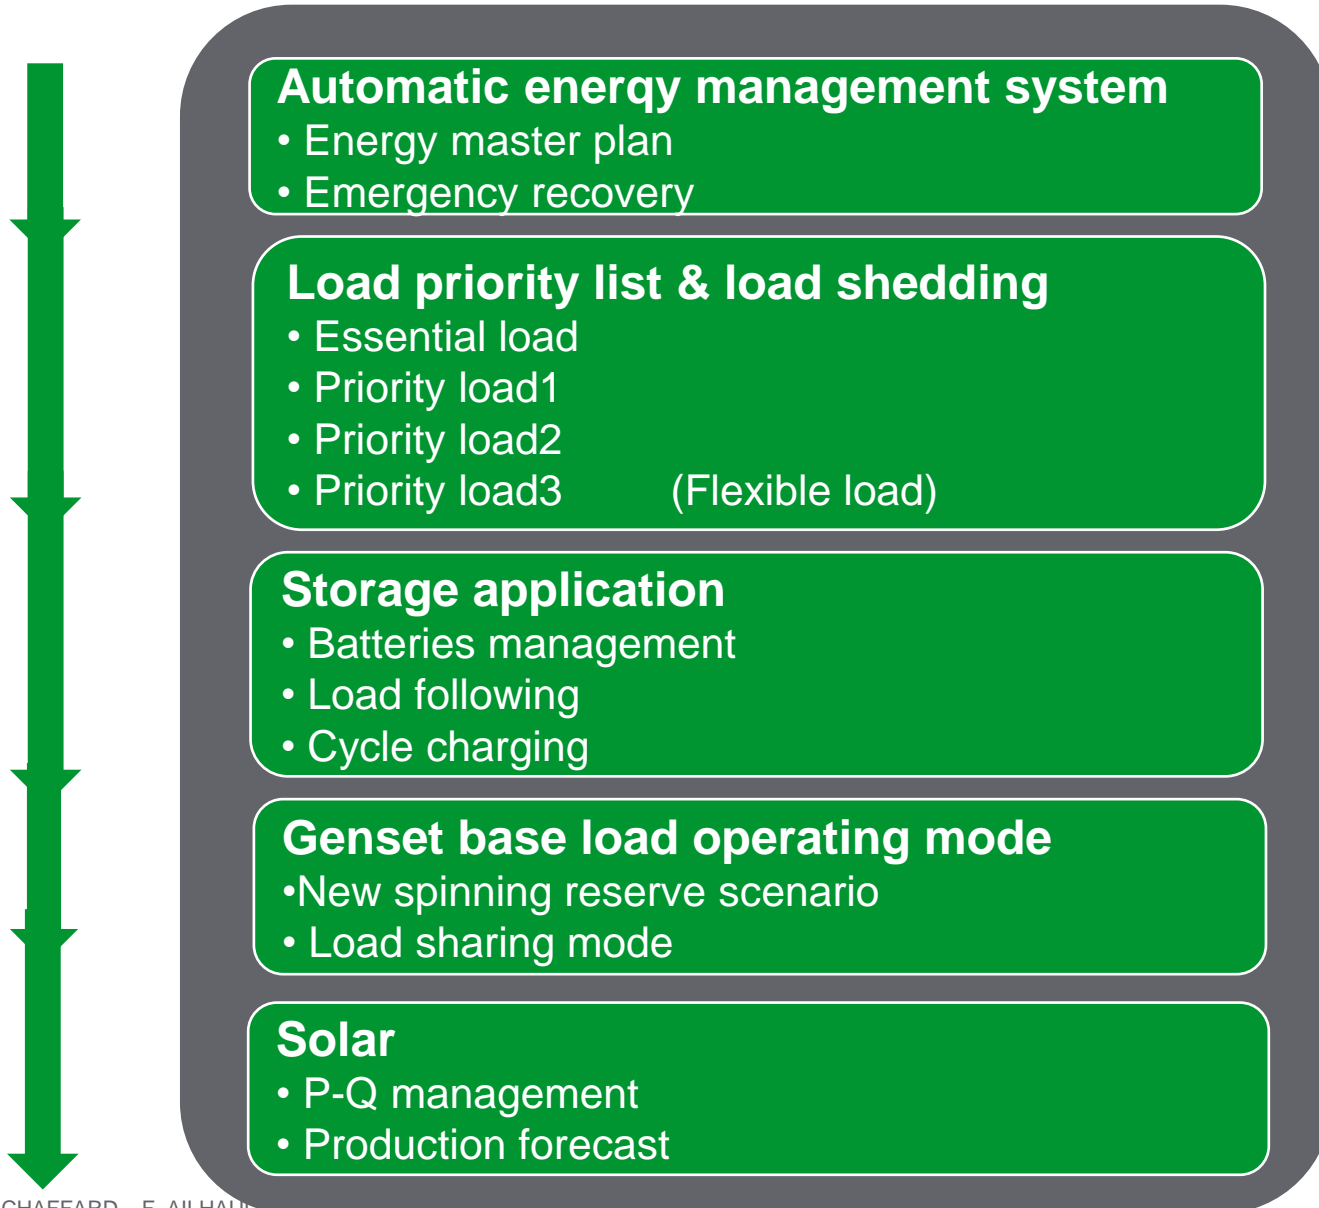 Automatic energy management system
• Energy master plan
• Emergency recovery
Load priority list & load shedding
• Essential load
• Priority load1
• Priority load2
• Priority load3 (Flexible load)
Storage application
• Batteries management
• Load following
• Cycle charging
Genset base load operating mode
•New spinning reserve scenario
• Load sharing mode
Solar
• P-Q management
• Production forecast